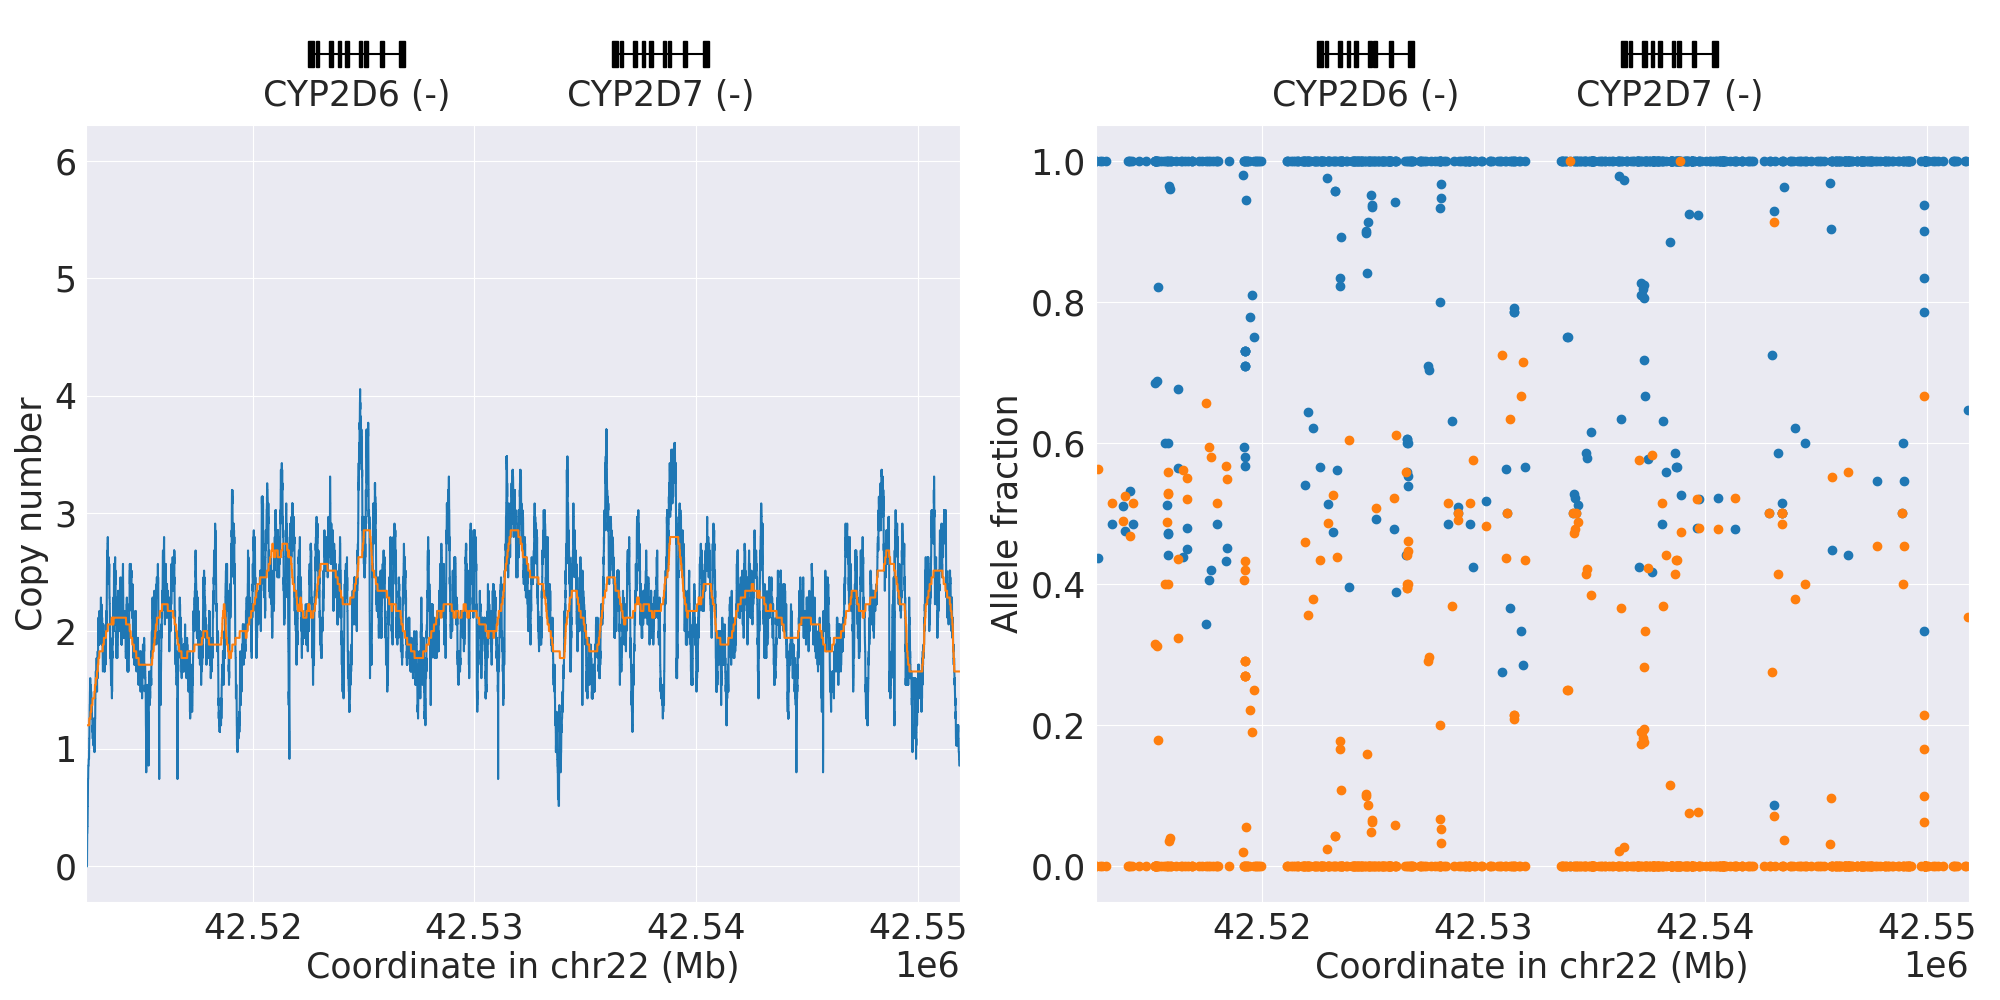 CYP2D6 (-) CYP2D7 (-)
6
5
4
3
2
1
0
Copy number
42.52 42.53 42.54 42.55
Coordinate in chr22 (Mb)
1e6
CYP2D6 (-) CYP2D7 (-)
1.0
0.8
0.6
0.4
0.2
0.0
Allele fraction
42.52 42.53 42.54 42.55
Coordinate in chr22 (Mb)
1e6